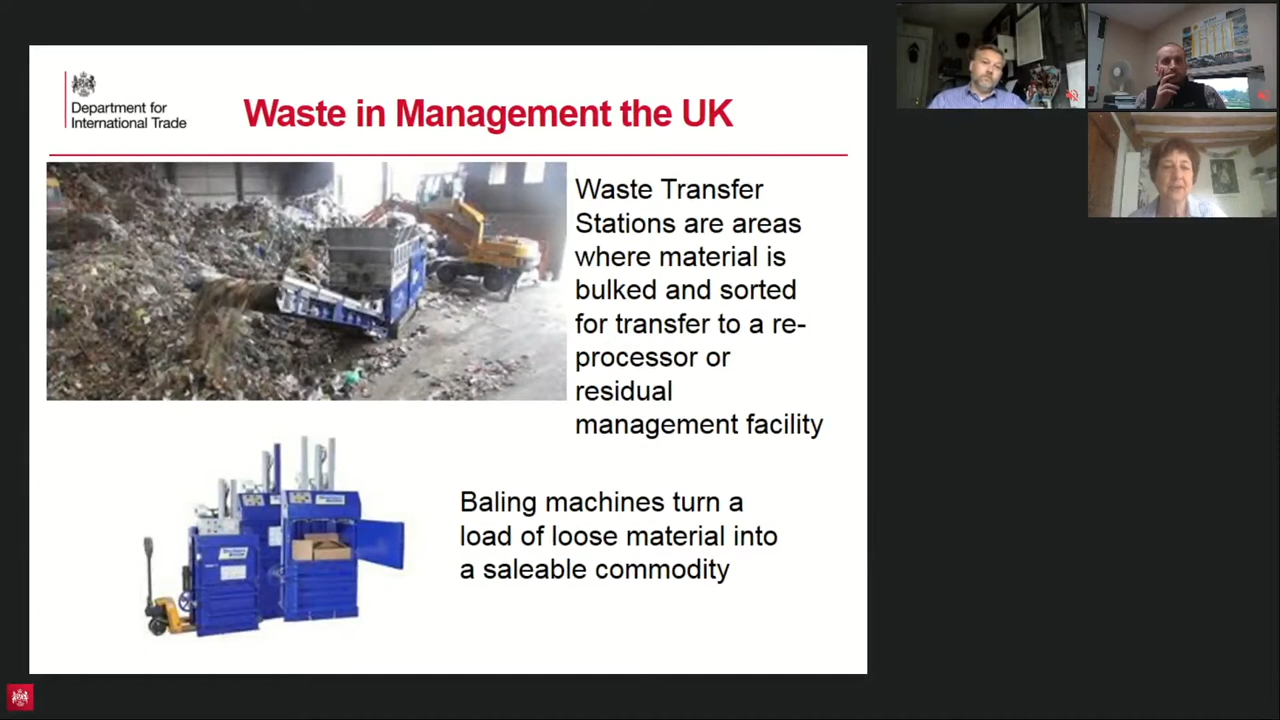 Department for
International Trade
Waste in Management the UK
Waste Transfer
Stations are areas
where material is
bulked and sorted
for transfer to a re-
processor or
residual
management facility
Baling machines turn a
load of loose material into
a saleable commodity